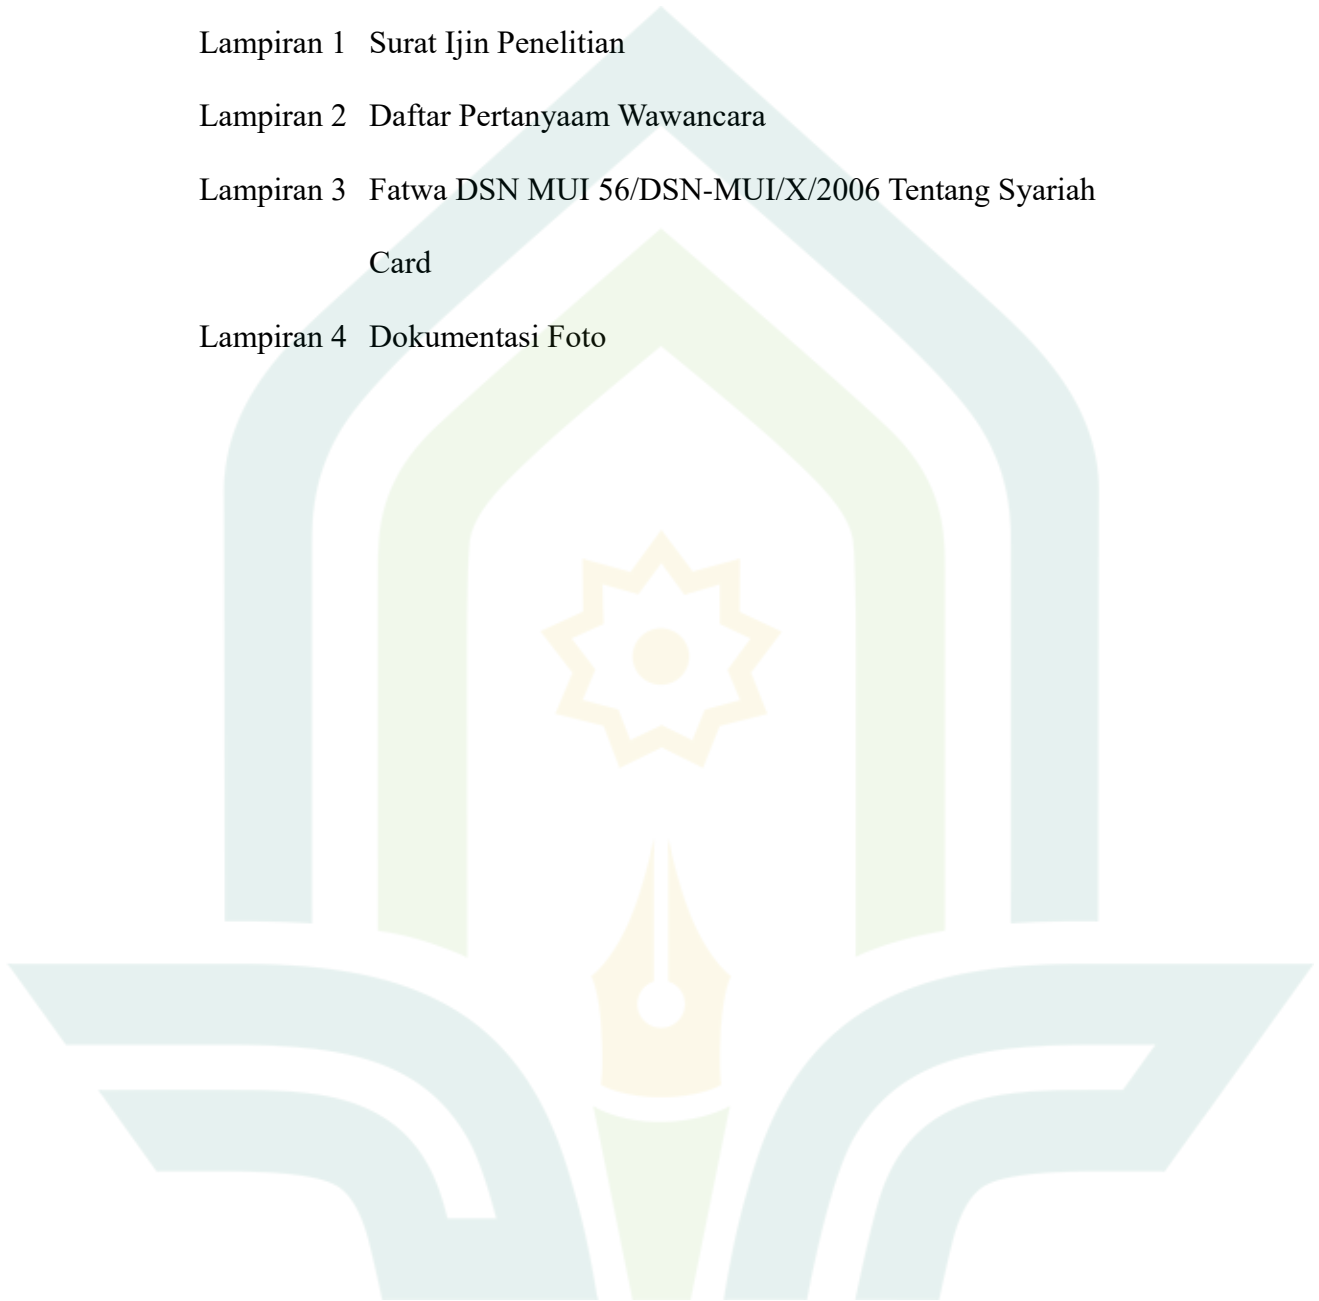 Lampiran 1 Surat Ijin Penelitian
Lampiran 2 Daftar Pertanyaam Wawancara
Lampiran 3 Fatwa DSN MUI 56/DSN-MUI/X/2006 Tentang Syariah
Card
Lampiran 4 Dokumentasi Foto